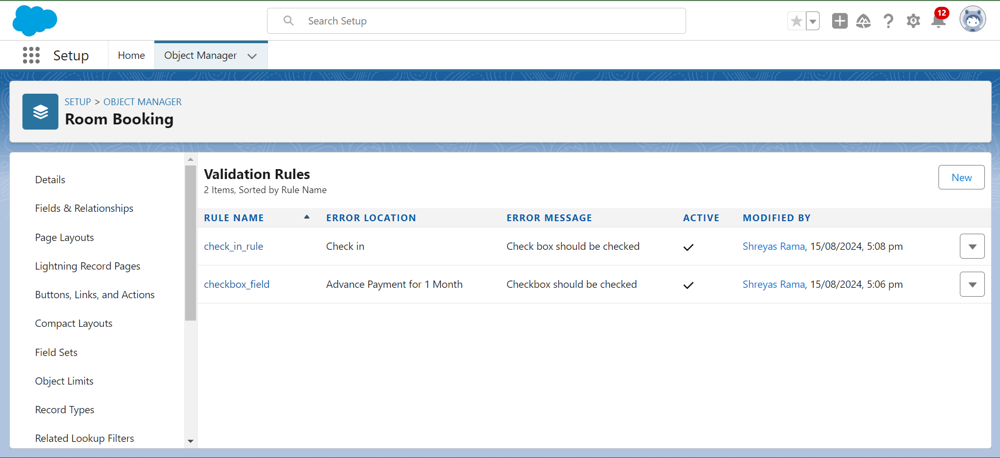 Search Setup
12
Setup
Home
Object Manager
SETUP > OBJECT MANAGER
Room Booking
Details
Fields & Relationships
Page Layouts
Lightning Record Pages
Buttons, Links, and Actions
Compact Layouts
Field Sets
Object Limits
Record Types
Related Lookup Filters
Validation Rules
2 Items, Sorted by Rule Name
New
RULE NAME ERROR LOCATION ERROR MESSAGE ACTIVE MODIFIED BY
check_in_rule Check in Check box should be checked Shreyas Rama, 15/08/2024, 5:08 pm
checkbox_field Advance Payment for 1 Month Checkbox should be checked Shreyas Rama, 15/08/2024, 5:06 pm